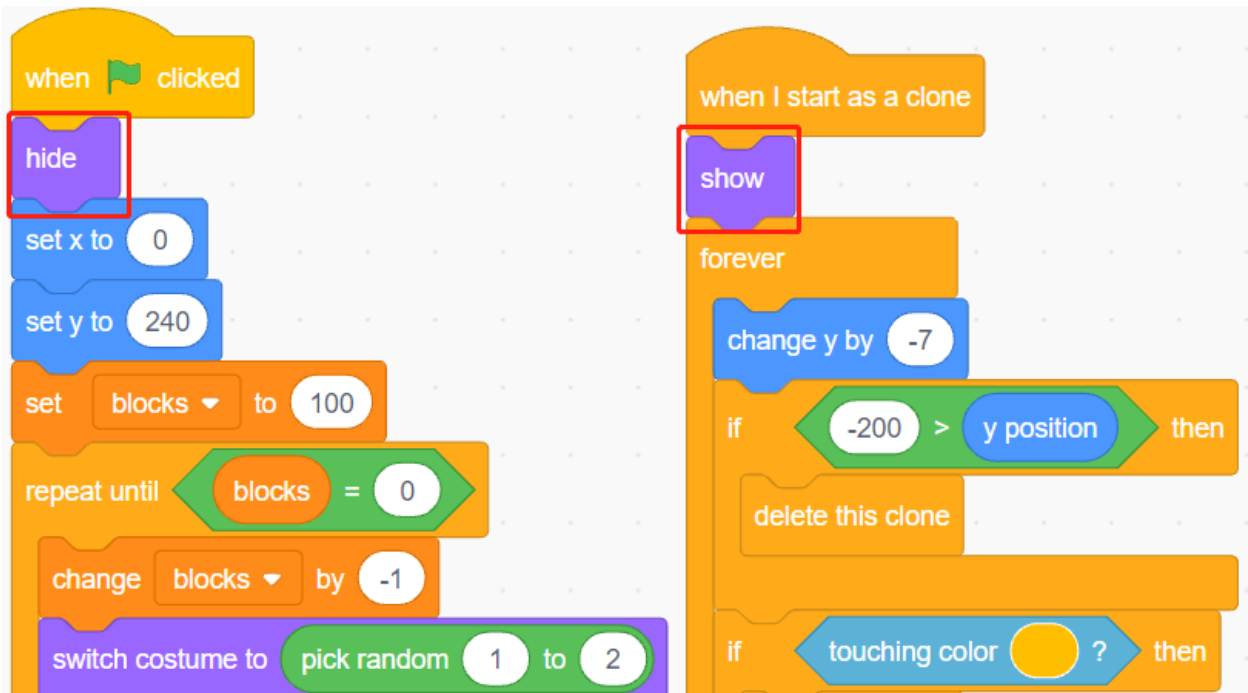 when clicked
hide
set x to 0
set y to 240
set blocks to 100
repeat until blocks = 0
change blocks by -1
switch costume to pick random 1 to 2
when I start as a clone
show
forever
change y by -7
if -200 > y position then
delete this clone
if touching color ? then